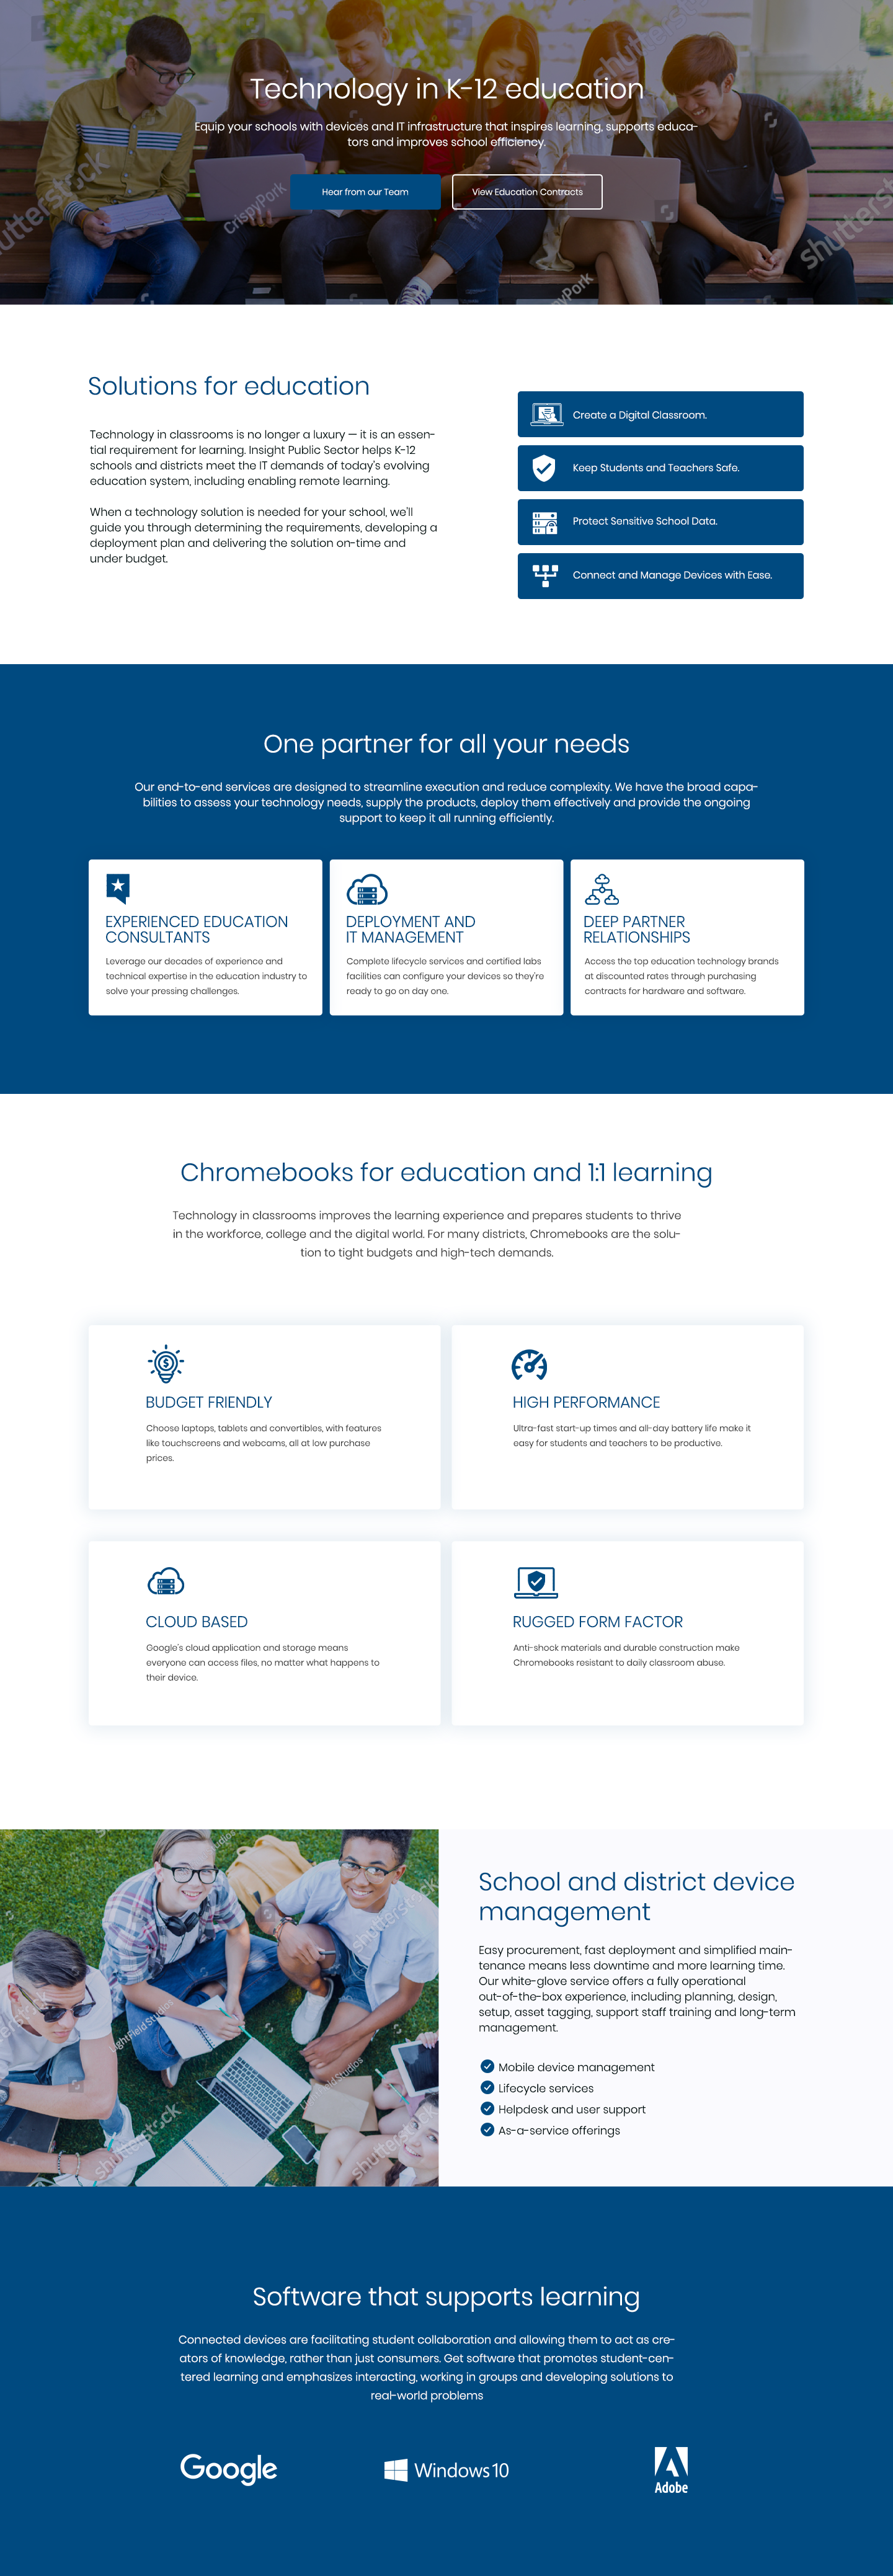 Technology in K-12 education
Equip your schools with devices and IT infrastructure that inspires learning, supports educa-
tors and improves school efficiency.
Hear from our Team
View Education Contracts
shutterstock
CrispyPork
shutterstock
Solutions for education
Technology in classrooms is no longer a luxury — it is an essen-
tial requirement for learning. Insight Public Sector helps K-12
schools and districts meet the IT demands of today's evolving
education system, including enabling remote learning.
When a technology solution is needed for your school, we'll
guide you through determining the requirements, developing a
deployment plan and delivering the solution on-time and
under budget.
Create a Digital Classroom.
Keep Students and Teachers Safe.
Protect Sensitive School Data.
Connect and Manage Devices with Ease.
One partner for all your needs
Our end-to-end services are designed to streamline execution and reduce complexity. We have the broad capa-
bilities to assess your technology needs, supply the products, deploy them effectively and provide the ongoing
support to keep it all running efficiently.
EXPERIENCED EDUCATION
CONSULTANTS
Leverage our decades of experience and
technical expertise in the education industry to
solve your pressing challenges.
DEPLOYMENT AND
IT MANAGEMENT
Complete lifecycle services and certified labs
facilities can configure your devices so they're
ready to go on day one.
DEEP PARTNER
RELATIONSHIPS
Access the top education technology brands
at discounted rates through purchasing
contracts for hardware and software.
Chromebooks for education and 1:1 learning
Technology in classrooms improves the learning experience and prepares students to thrive
in the workforce, college and the digital world. For many districts, Chromebooks are the solu-
tion to tight budgets and high-tech demands.
BUDGET FRIENDLY
Choose laptops, tablets and convertibles, with features
like touchscreens and webcams, all at low purchase
prices.
HIGH PERFORMANCE
Ultra-fast start-up times and all-day battery life make it
easy for students and teachers to be productive.
CLOUD BASED
Google's cloud application and storage means
everyone can access files, no matter what happens to
their device.
RUGGED FORM FACTOR
Anti-shock materials and durable construction make
Chromebooks resistant to daily classroom abuse.
shutterstock
LightField Studios
shutterstock
shutterstock
School and district device
management
Easy procurement, fast deployment and simplified main-
tenance means less downtime and more learning time.
Our white-glove service offers a fully operational
out-of-the-box experience, including planning, design,
setup, asset tagging, support staff training and long-term
management.
Mobile device management
Lifecycle services
Helpdesk and user support
As-a-service offerings
Software that supports learning
Connected devices are facilitating student collaboration and allowing them to act as cre-
ators of knowledge, rather than just consumers. Get software that promotes student-cen-
tered learning and emphasizes interacting, working in groups and developing solutions to
real-world problems
Google
Windows 10
Adobe